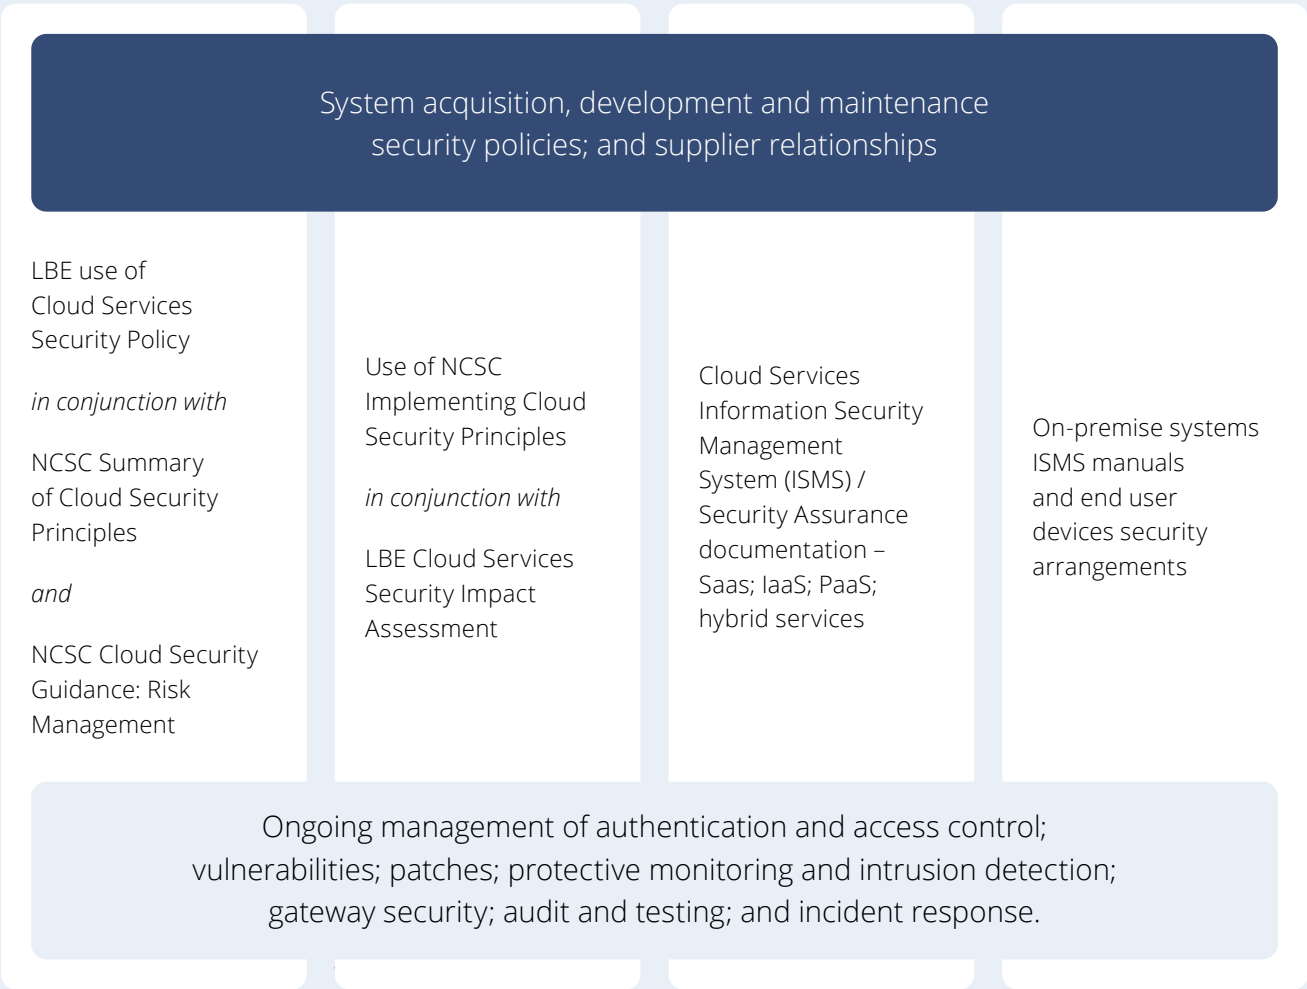 System acquisition, development and maintenance
security policies; and supplier relationships
LBE use of
Cloud Services
Security Policy
in conjunction with
NCSC Summary
of Cloud Security
Principles
and
NCSC Cloud Security
Guidance: Risk
Management
Use of NCSC
Implementing Cloud
Security Principles
in conjunction with
LBE Cloud Services
Security Impact
Assessment
Cloud Services
Information Security
Management
System (ISMS) /
Security Assurance
documentation –
Saas; IaaS; PaaS;
hybrid services
On-premise systems
ISMS manuals
and end user
devices security
arrangements
Ongoing management of authentication and access control;
vulnerabilities; patches; protective monitoring and intrusion detection;
gateway security; audit and testing; and incident response.